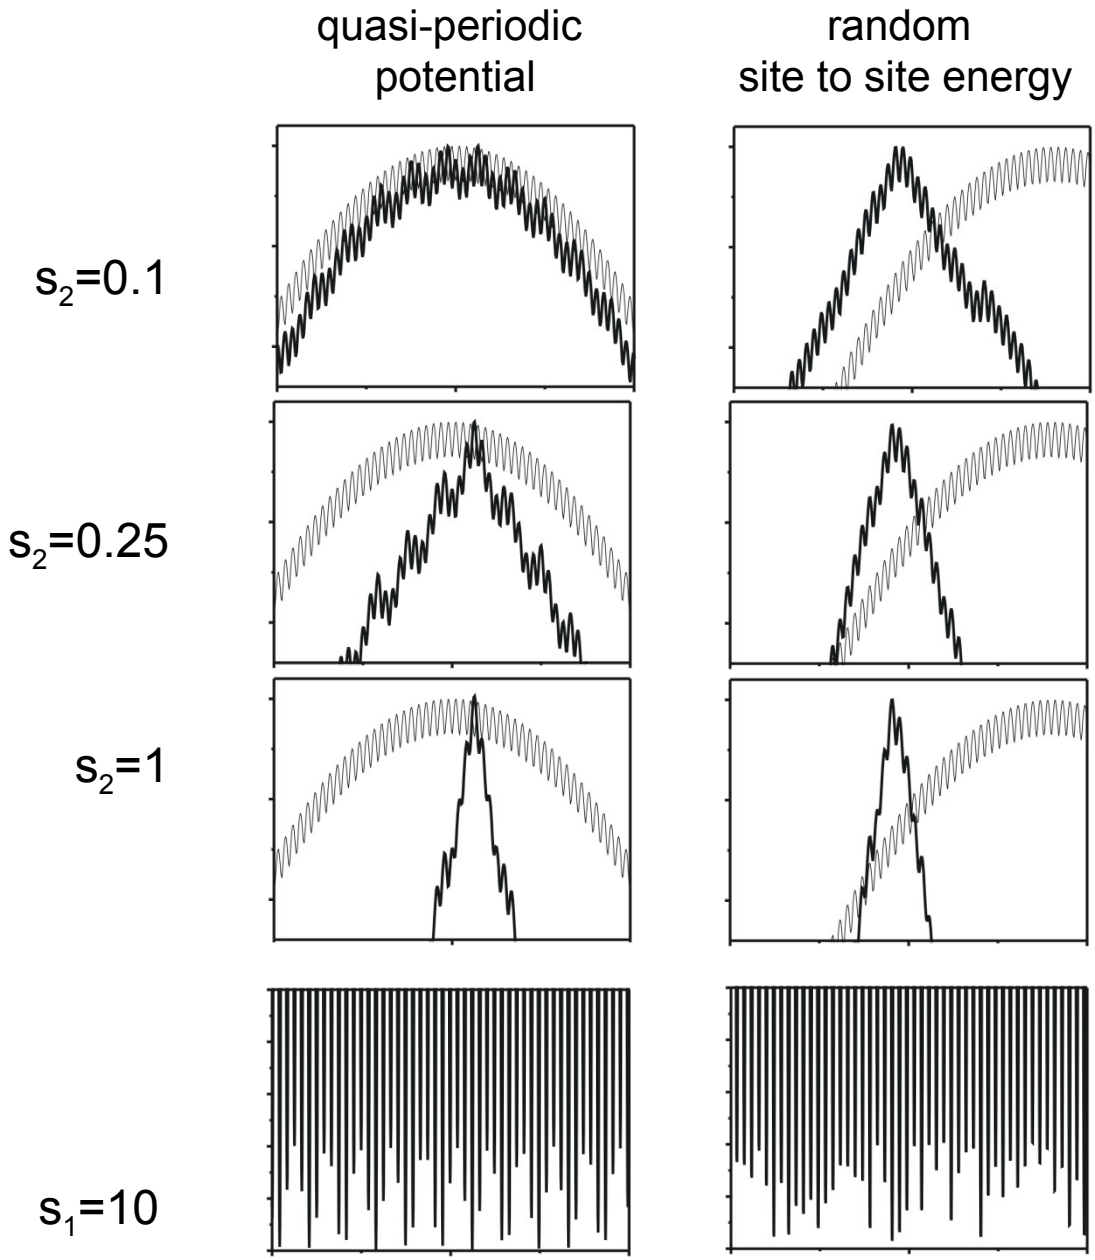 quasi-periodic
potential
random
site to site energy
s₂=0.1
s₂=0.25
s₂=1
s₁=10